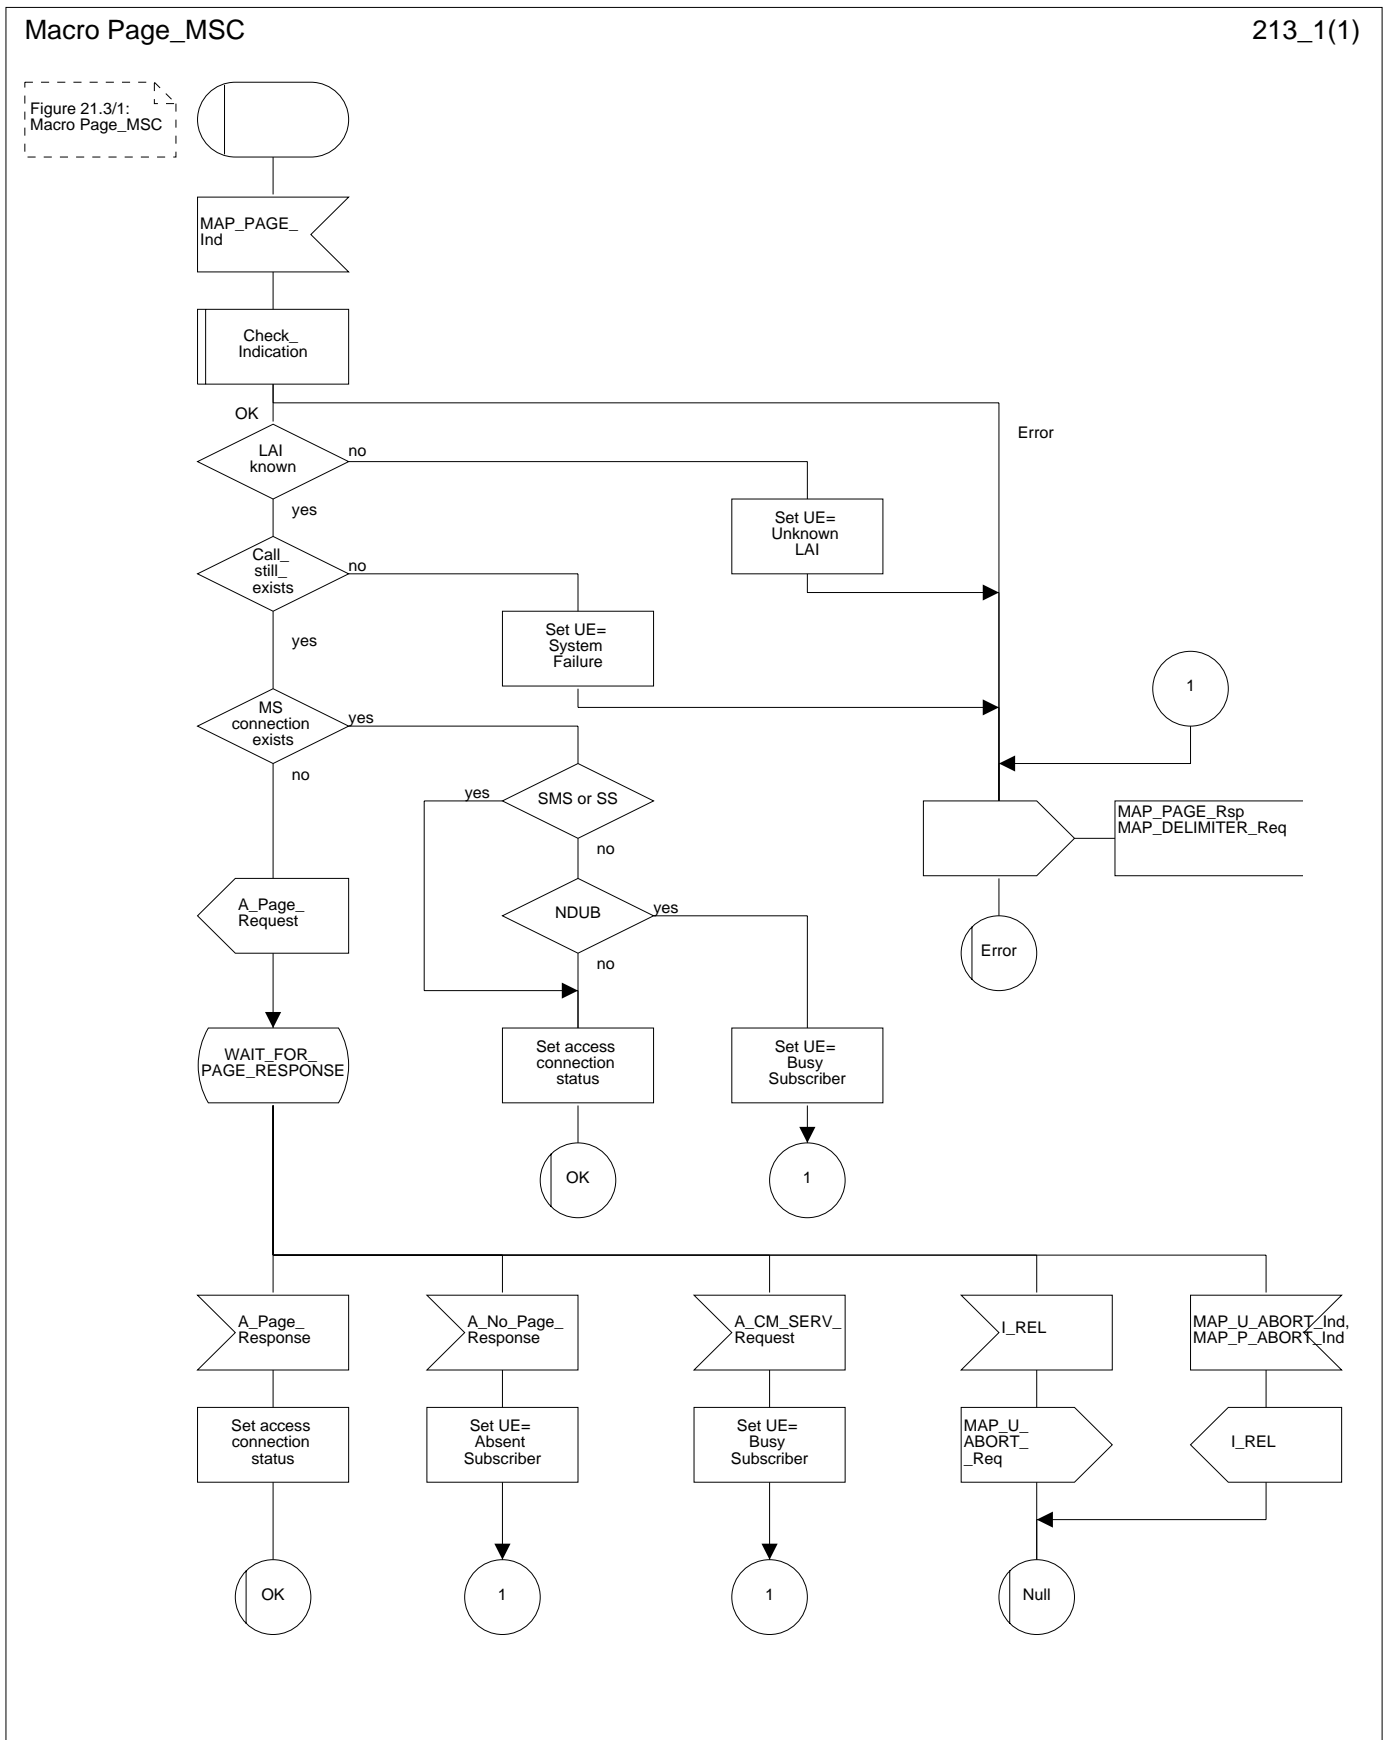 Macro Page_MSC
213_1(1)
Figure 21.3/1:
Macro Page_MSC
MAP_PAGE_
Ind
Check_
Indication
OK
Error
LAI
known
no
yes
Set UE=
Unknown
LAI
Call_
still_
exists
no
yes
Set UE=
System
Failure
1
MS
connection
exists
yes
no
SMS or SS
yes
no
MAP_PAGE_Rsp
MAP_DELIMITER_Req
A_Page_
Request
NDUB
yes
no
Error
WAIT_FOR_
PAGE_RESPONSE
Set access
connection
status
Set UE=
Busy
Subscriber
OK
1
A_Page_
Response
A_No_Page_
Response
A_CM_SERV_
Request
I_REL
MAP_U_ABORT_Ind,
MAP_P_ABORT_Ind
Set access
connection
status
Set UE=
Absent
Subscriber
Set UE=
Busy
Subscriber
MAP_U_
ABORT_
_Req
I_REL
OK
1
1
Null